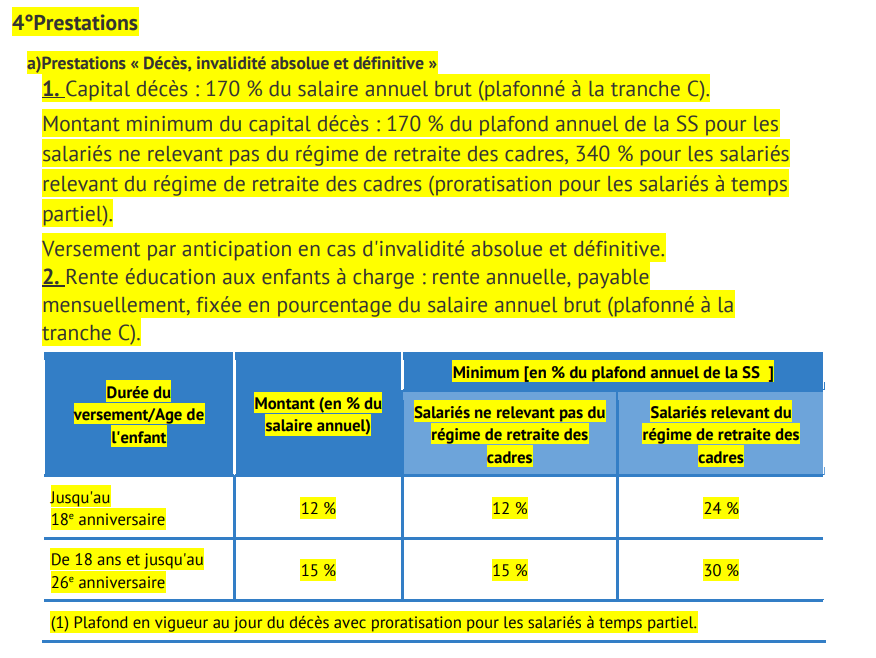 4°Prestations
a)Prestations « Décès, invalidité absolue et définitive »
1. Capital décès : 170 % du salaire annuel brut (plafonné à la tranche C).
Montant minimum du capital décès : 170 % du plafond annuel de la SS pour les
salariés ne relevant pas du régime de retraite des cadres, 340 % pour les salariés
relevant du régime de retraite des cadres (proratisation pour les salariés à temps
partiel).
Versement par anticipation en cas d'invalidité absolue et définitive.
2. Rente éducation aux enfants à charge : rente annuelle, payable
mensuellement, fixée en pourcentage du salaire annuel brut (plafonné à la
tranche C).
Durée du
versement/Age de
l'enfant
Montant (en % du
salaire annuel)
Minimum [en % du plafond annuel de la SS ]
Salariés ne relevant pas du
régime de retraite des
cadres
Salariés relevant du
régime de retraite des
cadres
Jusqu'au
18e anniversaire
12 %
12 %
24 %
De 18 ans et jusqu'au
26e anniversaire
15 %
15 %
30 %
(1) Plafond en vigueur au jour du décès avec proratisation pour les salariés à temps partiel.